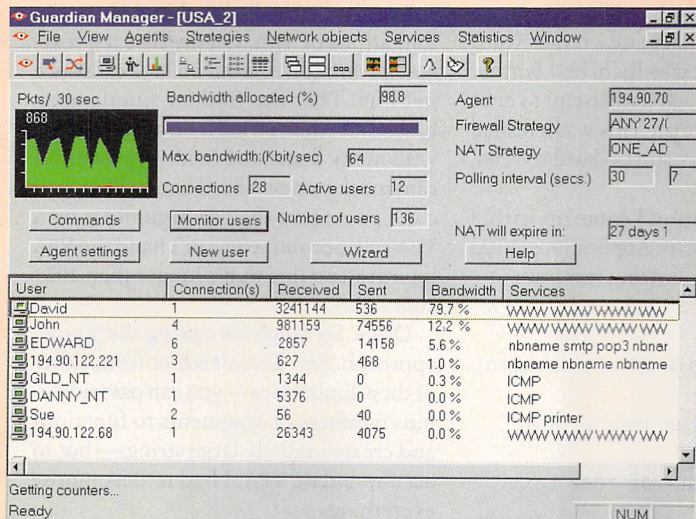 Guardian Manager - [USA_2]
File View Agents Strategies Network objects Services Statistics Window
Pkts/ 30 sec.
868
Bandwidth allocated (%) 98.8
Max. bandwidth:(Kbit/sec) 64
Connections 28 Active users 12
Number of users 136
Agent 194.90.70
Firewall Strategy ANY 27/(
NAT Strategy ONE_AD
Polling interval (secs.) 30 7
NAT will expire in: 27 days 1
Commands Monitor users
Agent settings New user Wizard Help
User Connection(s) Received Sent Bandwidth Services
David 1 3241144 536 79.7 % WWW WWW WWW WW
John 4 981159 74556 12.2 % WWW WWW WWW WW
EDWARD 6 2857 14158 5.6 % nbname smtp pop3 nbnar
194.90.122.221 3 627 468 1.0 % nbname nbname nbname
GILD_NT 1 1344 0 0.3 % ICMP
DANNY_NT 1 5376 0 0.0 % ICMP
Sue 2 56 40 0.0 % ICMP printer
194.90.122.68 1 26343 4075 0.0 % WWW WWW WWW WW
Getting counters...
Ready
NUM